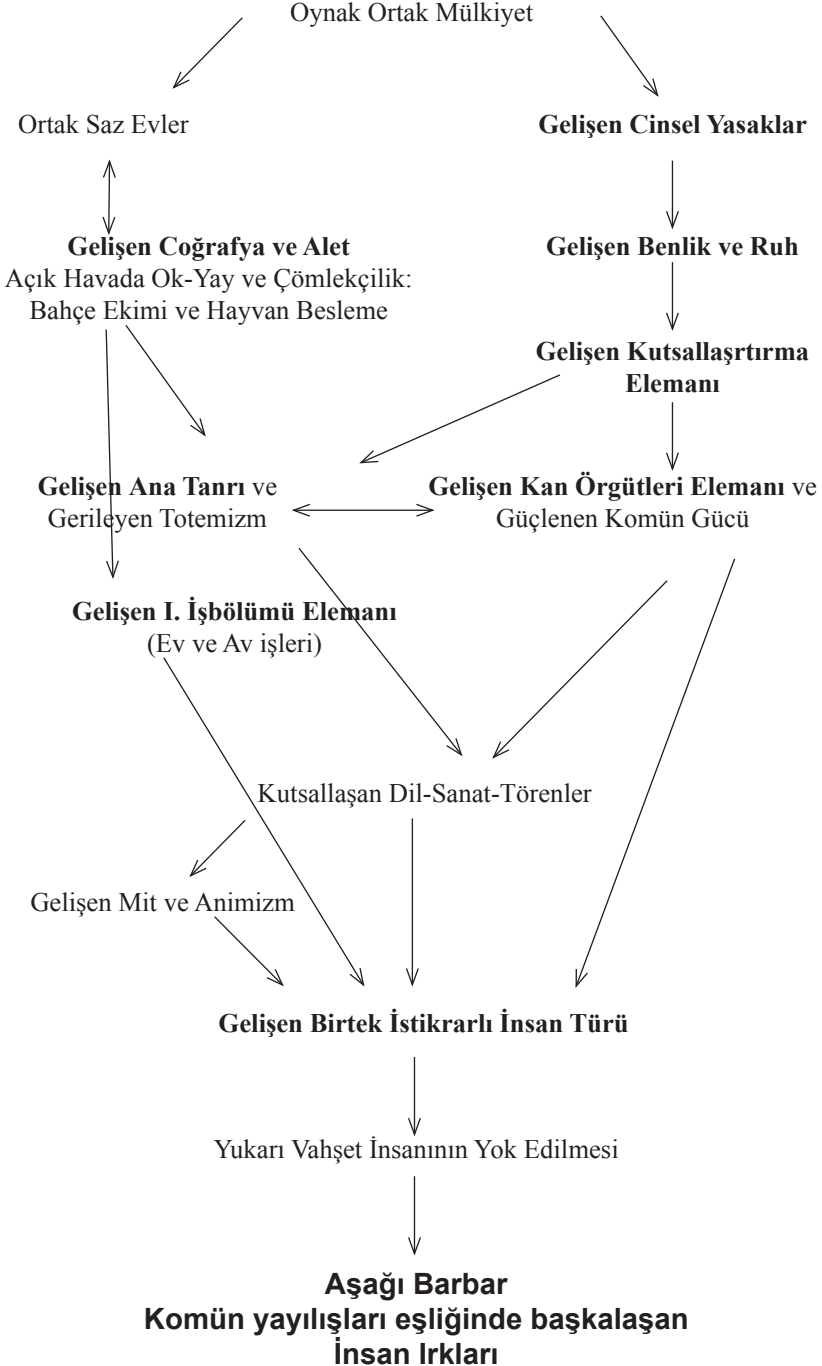 Oynak Ortak Mülkiyet
Ortak Saz Evler
Gelişen Cinsel Yasaklar
Gelişen Coğrafya ve Alet
Açık Havada Ok-Yay ve Çömlekçilik:
Bahçe Ekimi ve Hayvan Besleme
Gelişen Benlik ve Ruh
Gelişen Kutsallaşrtırma
Elemanı
Gelişen Ana Tanrı ve
Gerileyen Totemizm
Gelişen Kan Örgütleri Elemanı ve
Güçlenen Komün Gücü
Gelişen I. İşbölümü Elemanı
(Ev ve Av işleri)
Kutsallaşan Dil-Sanat-Törenler
Gelişen Mit ve Animizm
Gelişen Birtek İstikrarlı İnsan Türü
Yukarı Vahşet İnsanının Yok Edilmesi
Aşağı Barbar
Komün yayılışları eşliğinde başkalaşan
İnsan Irkları